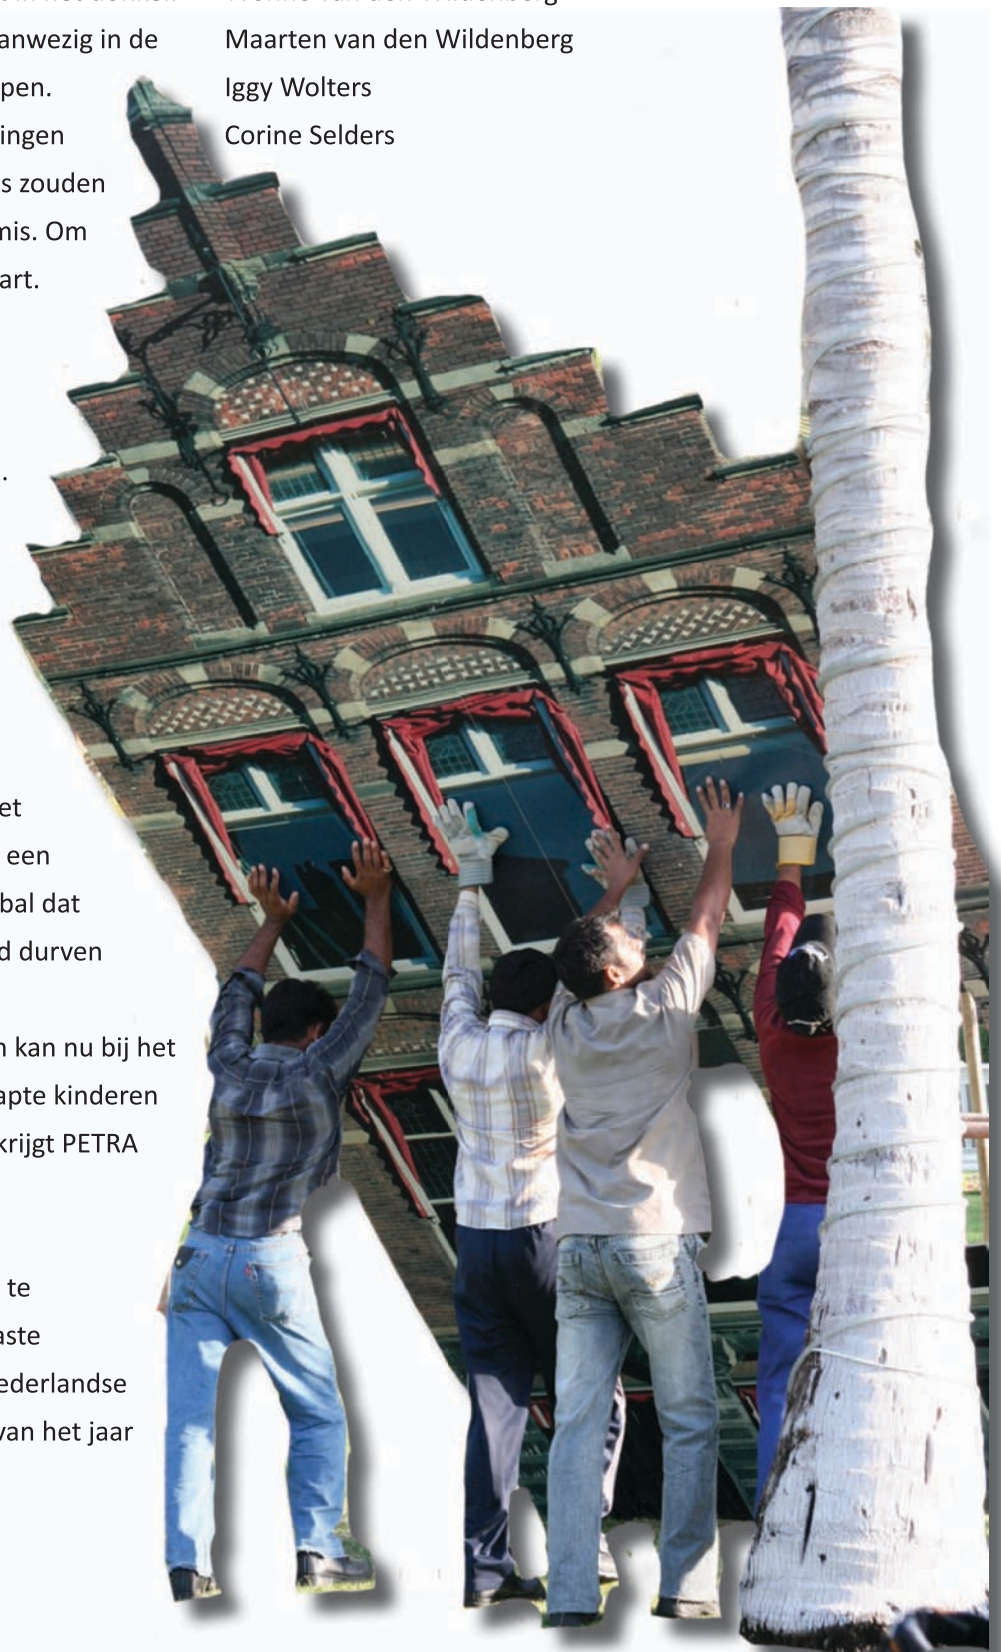 anwezig in de
pen.
ingen
s zouden
mis. Om
art.
.
et
een
bal dat
d durven
n kan nu bij het
apte kinderen
krijgt PETRA
te
aste
ederlandse
van het jaar
Maarten van den Wildenberg
Iggy Wolters
Corine Selders